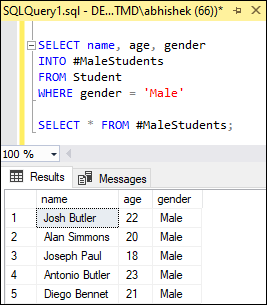 SQLQuery1.sql - DE...TMD\abhishek (66))*
SELECT name, age, gender
INTO #MaleStudents
FROM Student
WHERE gender = 'Male'
SELECT * FROM #MaleStudents;
100 %
Results Messages
name age gender
1 Josh Butler 22 Male
2 Alan Simmons 20 Male
3 Joseph Paul 18 Male
4 Antonio Butler 23 Male
5 Diego Bennet 21 Male